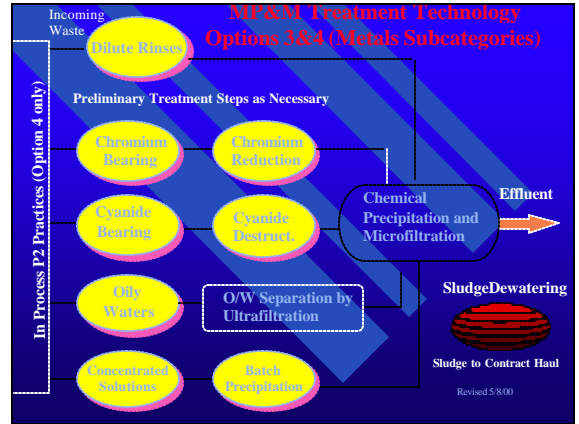 MP&M Treatment Technology
Options 3&4 (Metals Subcategories)
Incoming
Waste
Dilute Rinses
Preliminary Treatment Steps as Necessary
In Process P2 Practices (Option 4 only)
Chromium
Bearing
Chromium
Reduction
Cyanide
Bearing
Cyanide
Destruct.
Chemical
Precipitation and
Microfiltration
Effluent
Oily
Waters
O/W Separation by
Ultrafiltration
SludgeDewatering
Concentrated
Solutions
Batch
Precipitation
Sludge to Contract Haul
Revised 5/8/00